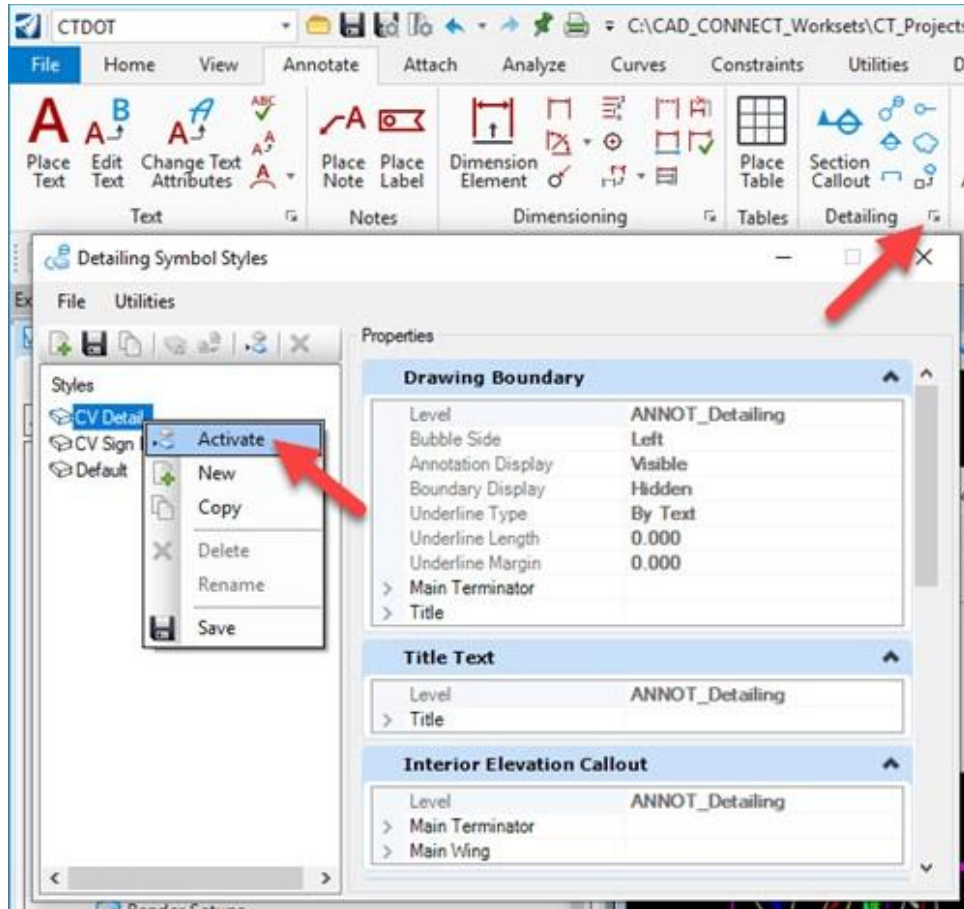 CTDOT C:\CAD_CONNECT_Worksets\CT_Projects
File Home View Annotate Attach Analyze Curves Constraints Utilities D
A B A ABC
Place Text Edit Text Change Text Attributes Place Note Place Label Dimension Element Place Table Section Callout
Text Notes Dimensioning Tables Detailing
Detailing Symbol Styles
Ex
File Utilities
Properties
Styles
CV Detail
CV Sign
Default
Activate
New
Copy
Delete
Rename
Save
Drawing Boundary
Level ANNOT_Detailing
Bubble Side Left
Annotation Display Visible
Boundary Display Hidden
Underline Type By Text
Underline Length 0.000
Underline Margin 0.000
> Main Terminator
> Title
Title Text
Level ANNOT_Detailing
> Title
Interior Elevation Callout
Level ANNOT_Detailing
> Main Terminator
> Main Wing